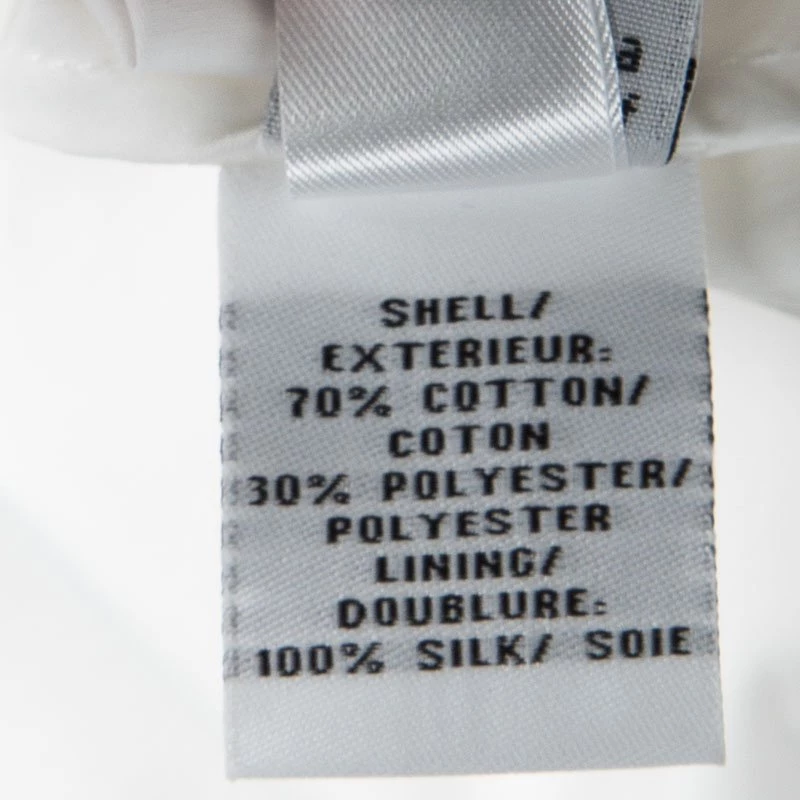 SHELL/
EXTERIEUR:
70% COTTON/
COTON
30% POLYESTER/
POLYESTER
LINING/
DOUBLURE:
100% SILK/ SOIE